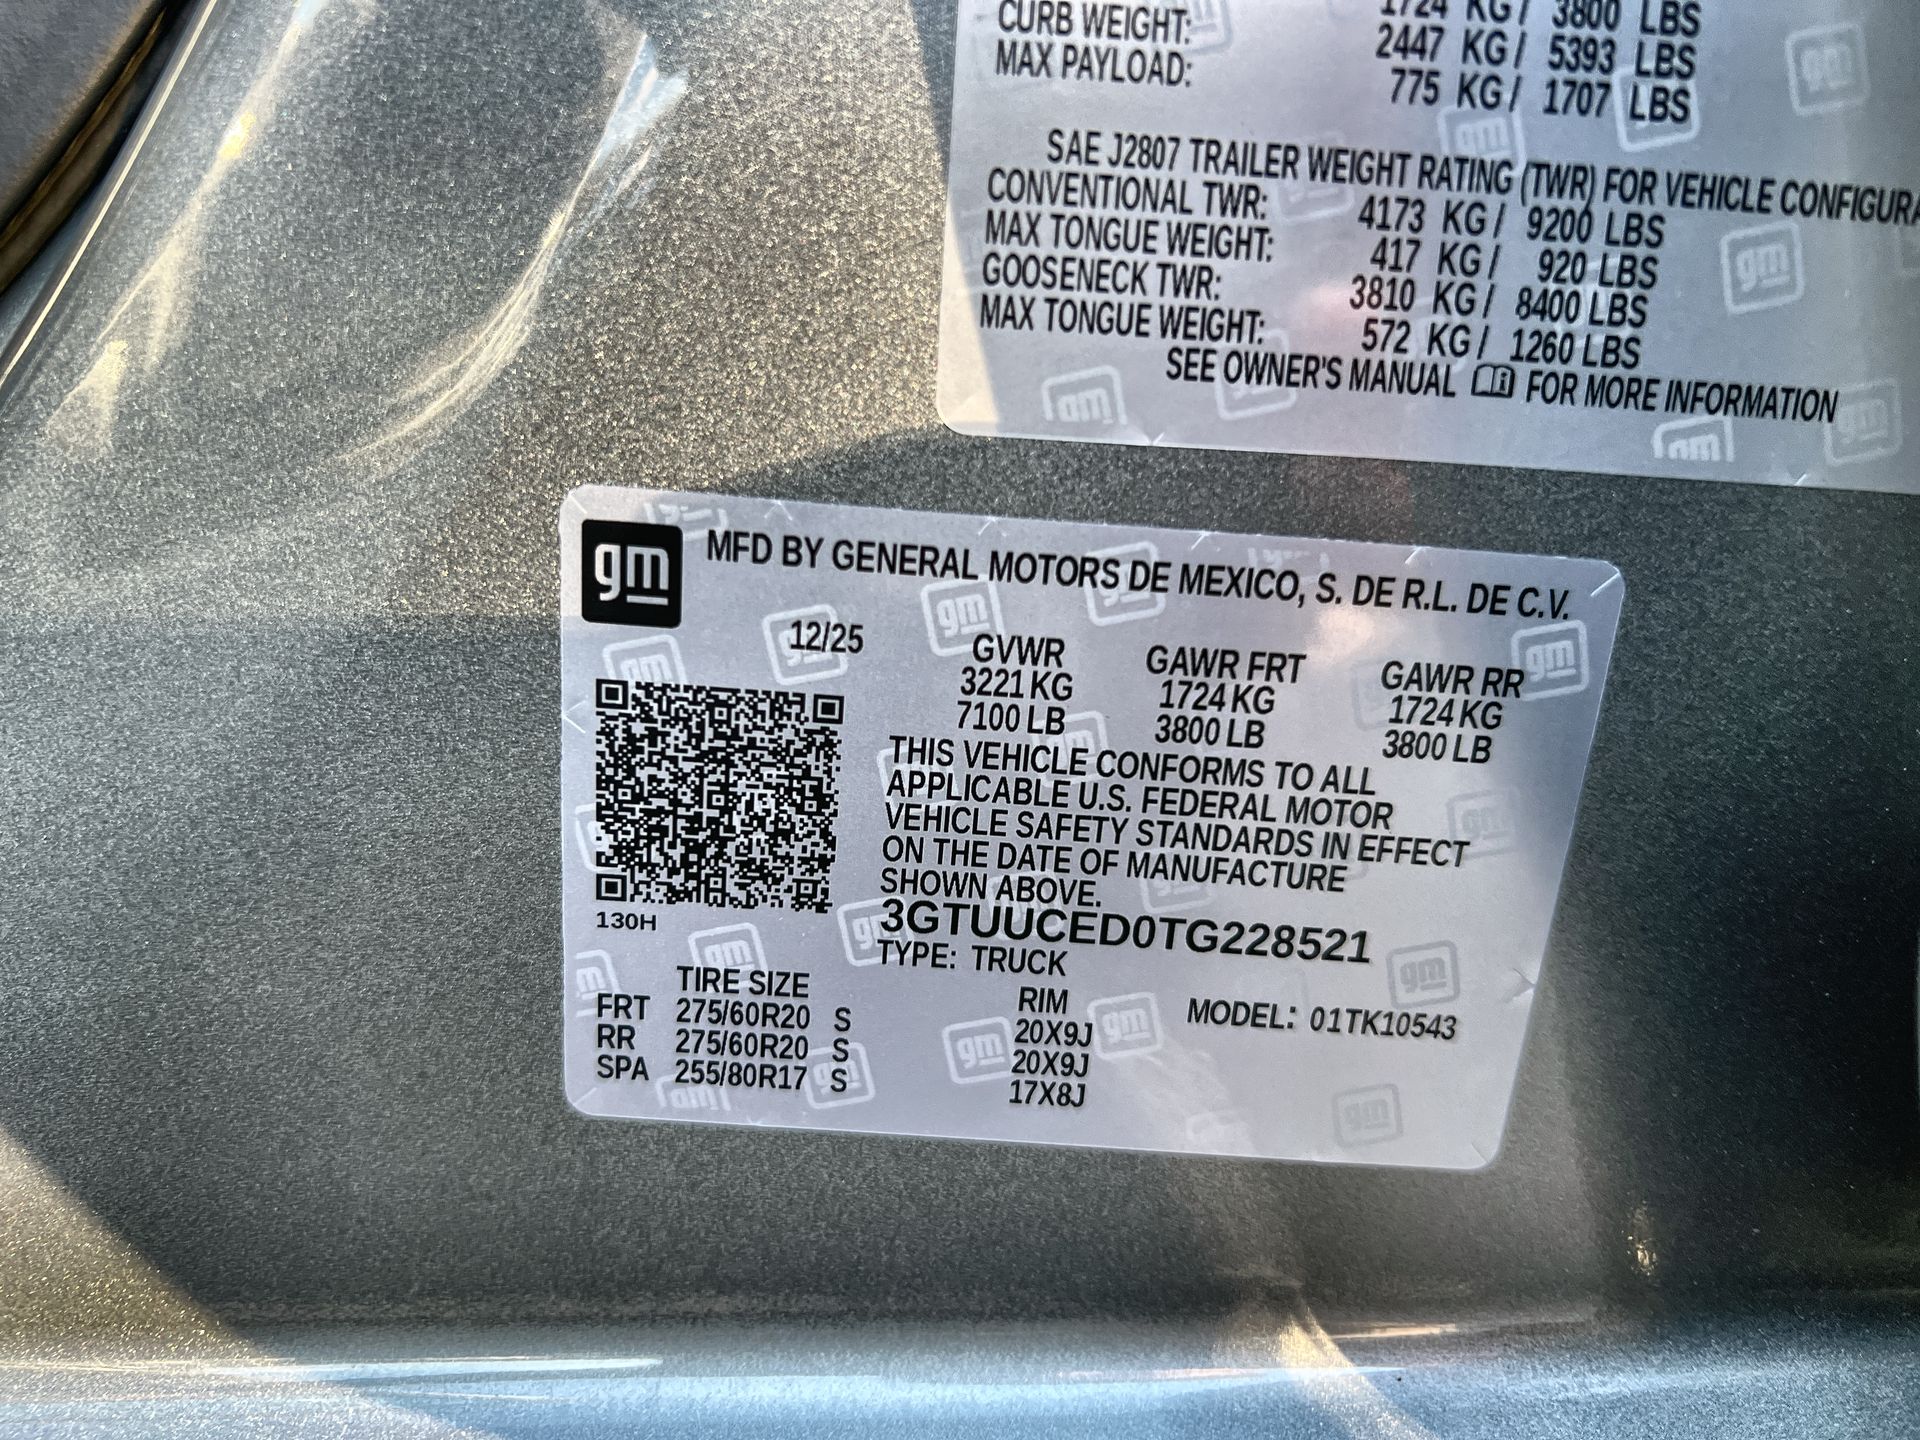 1724 KG / 3800 LBS
CURB WEIGHT: 2447 KG / 5393 LBS
MAX PAYLOAD: 775 KG / 1707 LBS
SAE J2807 TRAILER WEIGHT RATING (TWR) FOR VEHICLE
CONVENTIONAL TWR: 4173 KG / 9200 LBS
MAX TONGUE WEIGHT: 417 KG / 920 LBS
GOOSENECK TWR: 3810 KG / 8400 LBS
MAX TONGUE WEIGHT: 572 KG / 1260 LBS
SEE OWNER'S MANUAL FOR MORE INFORMATION
gm MFD BY GENERAL MOTORS DE MEXICO, S. DE R.L. DE C.V.
12/25 GVWR GAWR FRT GAWR RR
3221 KG 1724 KG 1724 KG
7100 LB 3800 LB 3800 LB
THIS VEHICLE CONFORMS TO ALL
APPLICABLE U.S. FEDERAL MOTOR
VEHICLE SAFETY STANDARDS IN EFFECT
ON THE DATE OF MANUFACTURE
SHOWN ABOVE.
130H 3GTUUCED0TG228521
TYPE: TRUCK
TIRE SIZE RIM MODEL: 01TK10543
FRT 275/60R20 S 20X9J
RR 275/60R20 S 20X9J
SPA 255/80R17 S 17X8J